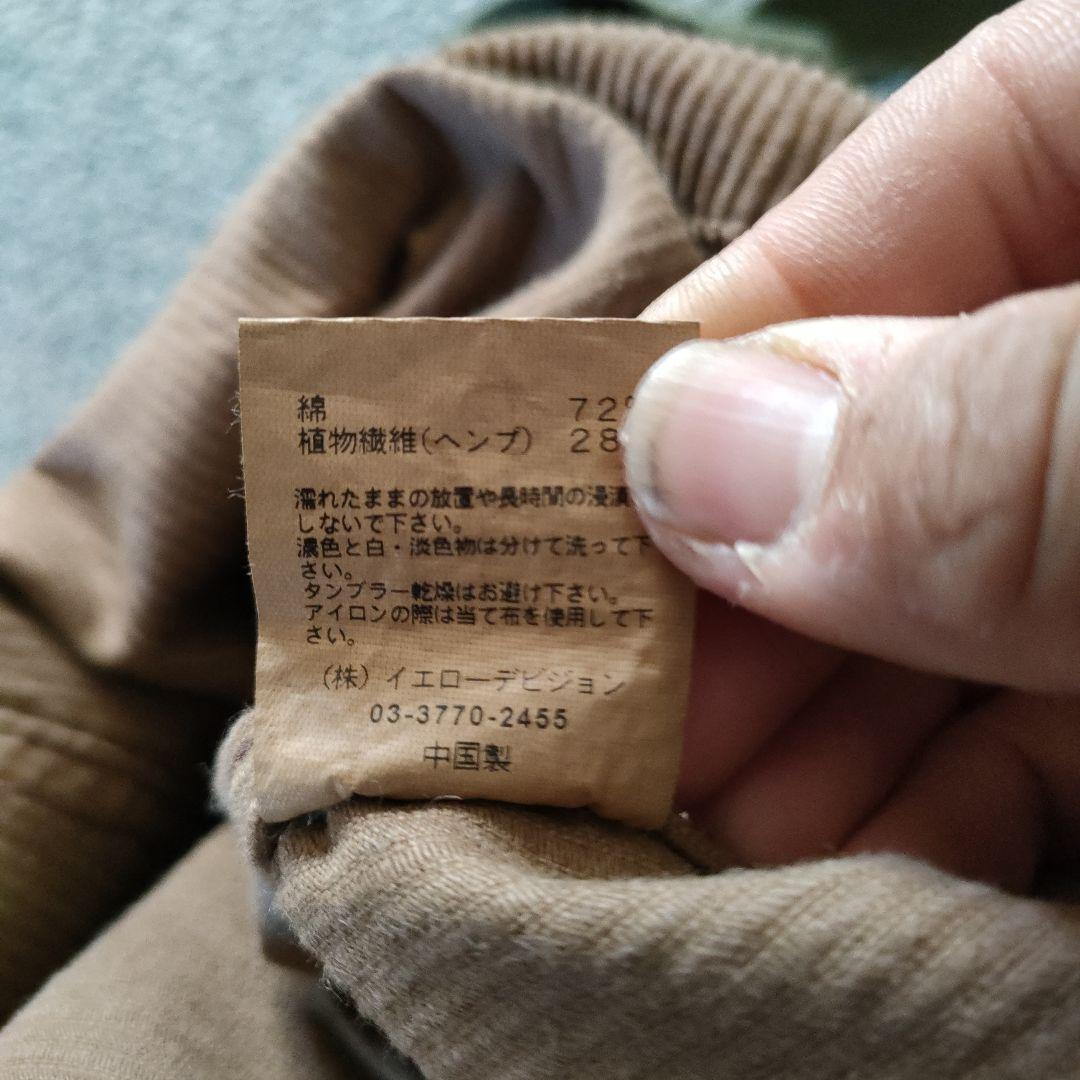 綿 72
植物繊維(ヘンプ) 28
濡れたままの放置や長時間の浸漬
しないで下さい。
濃色と白・淡色物は分けて洗って下
さい。
タンブラー乾燥はお避け下さい。
アイロンの際は当て布を使用して下
さい。
(株)イエローデビジョン
03-3770-2455
中国製